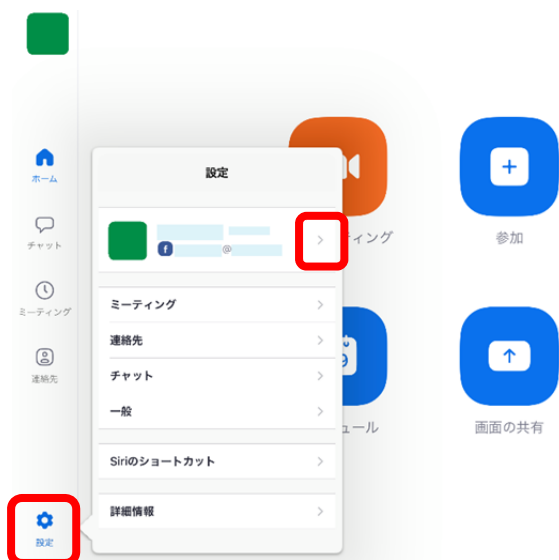 設定
ホーム
チャット
ミーティング
連絡先
設定
@
ミーティング
連絡先
チャット
一般
Siriのショートカット
詳細情報
ィング
参加
9
ュール
画面の共有